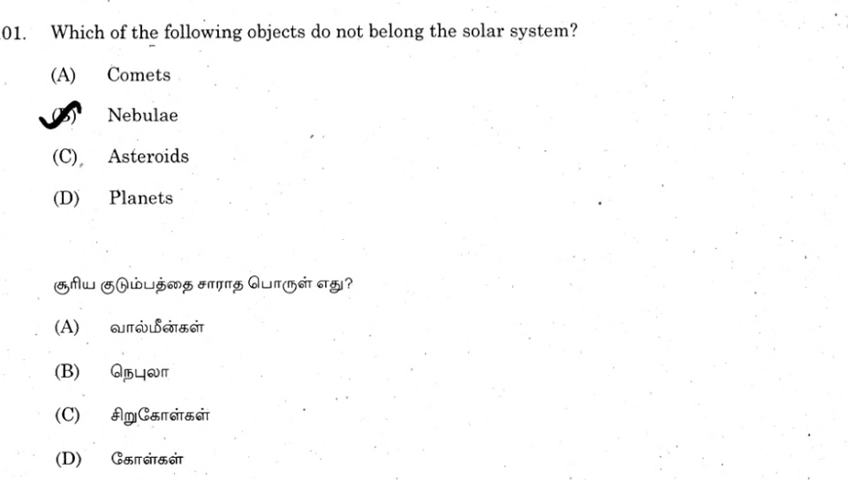 01. Which of the following objects do not belong the solar system?
(A) Comets
(B) Nebulae
(C) Asteroids
(D) Planets
சூரிய குடும்பத்தை சாராத பொருள் எது?
(A) வால்மீன்கள்
(B) நெபுலா
(C) சிறுகோள்கள்
(D) கோள்கள்